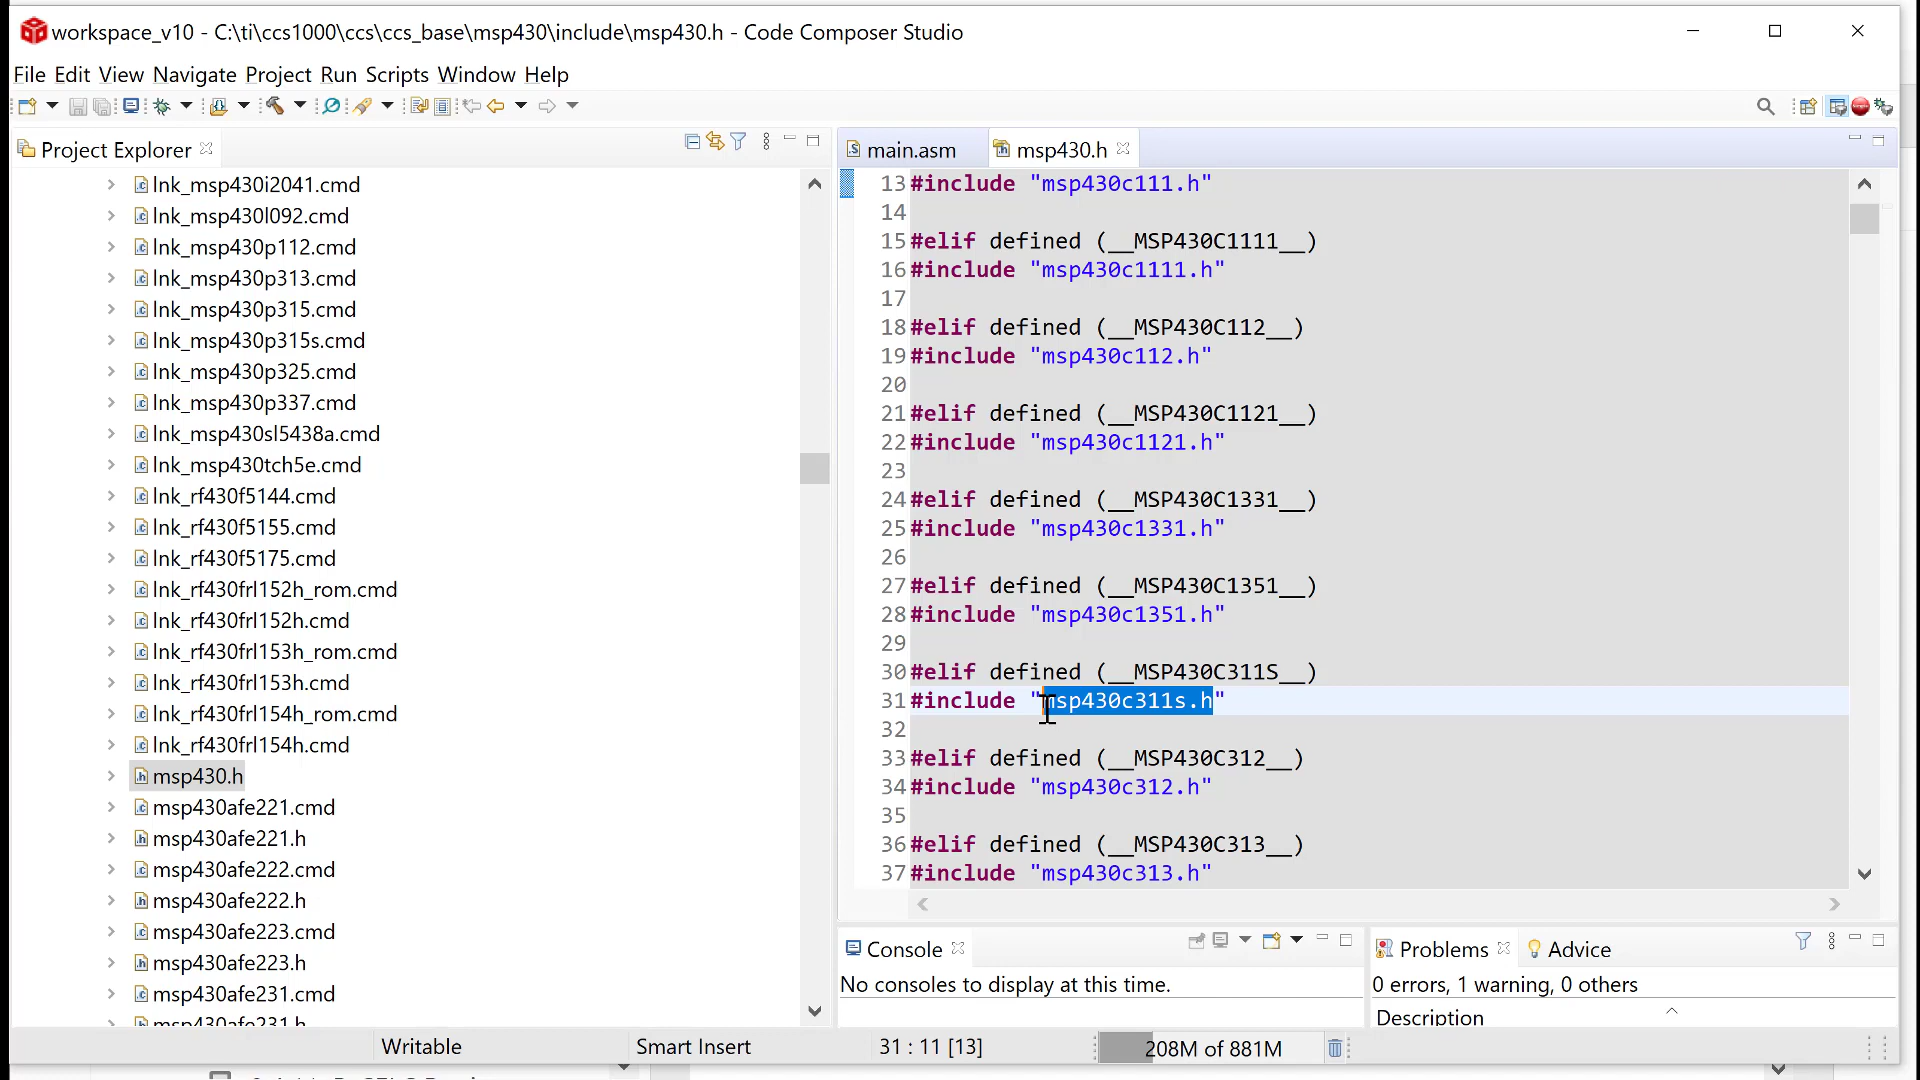 workspace_v10 - C:\ti\ccs1000\ccs\ccs_base\msp430\include\msp430.h - Code Composer Studio
File Edit View Navigate Project Run Scripts Window Help
Project Explorer
lnk_msp430i2041.cmd
lnk_msp430l092.cmd
lnk_msp430p112.cmd
lnk_msp430p313.cmd
lnk_msp430p315.cmd
lnk_msp430p315s.cmd
lnk_msp430p325.cmd
lnk_msp430p337.cmd
lnk_msp430sl5438a.cmd
lnk_msp430tch5e.cmd
lnk_rf430f5144.cmd
lnk_rf430f5155.cmd
lnk_rf430f5175.cmd
lnk_rf430frl152h_rom.cmd
lnk_rf430frl152h.cmd
lnk_rf430frl153h_rom.cmd
lnk_rf430frl153h.cmd
lnk_rf430frl154h_rom.cmd
lnk_rf430frl154h.cmd
msp430.h
msp430afe221.cmd
msp430afe221.h
msp430afe222.cmd
msp430afe222.h
msp430afe223.cmd
msp430afe223.h
msp430afe231.cmd
msp430afe231.h
main.asm
msp430.h
13 #include "msp430c111.h"
14
15 #elif defined (__MSP430C1111__)
16 #include "msp430c1111.h"
17
18 #elif defined (__MSP430C112__)
19 #include "msp430c112.h"
20
21 #elif defined (__MSP430C1121__)
22 #include "msp430c1121.h"
23
24 #elif defined (__MSP430C1331__)
25 #include "msp430c1331.h"
26
27 #elif defined (__MSP430C1351__)
28 #include "msp430c1351.h"
29
30 #elif defined (__MSP430C311S__)
31 #include "msp430c311s.h"
32
33 #elif defined (__MSP430C312__)
34 #include "msp430c312.h"
35
36 #elif defined (__MSP430C313__)
37 #include "msp430c313.h"
Console
No consoles to display at this time.
Problems
Advice
0 errors, 1 warning, 0 others
Description
Writable
Smart Insert
31 : 11 [13]
208M of 881M